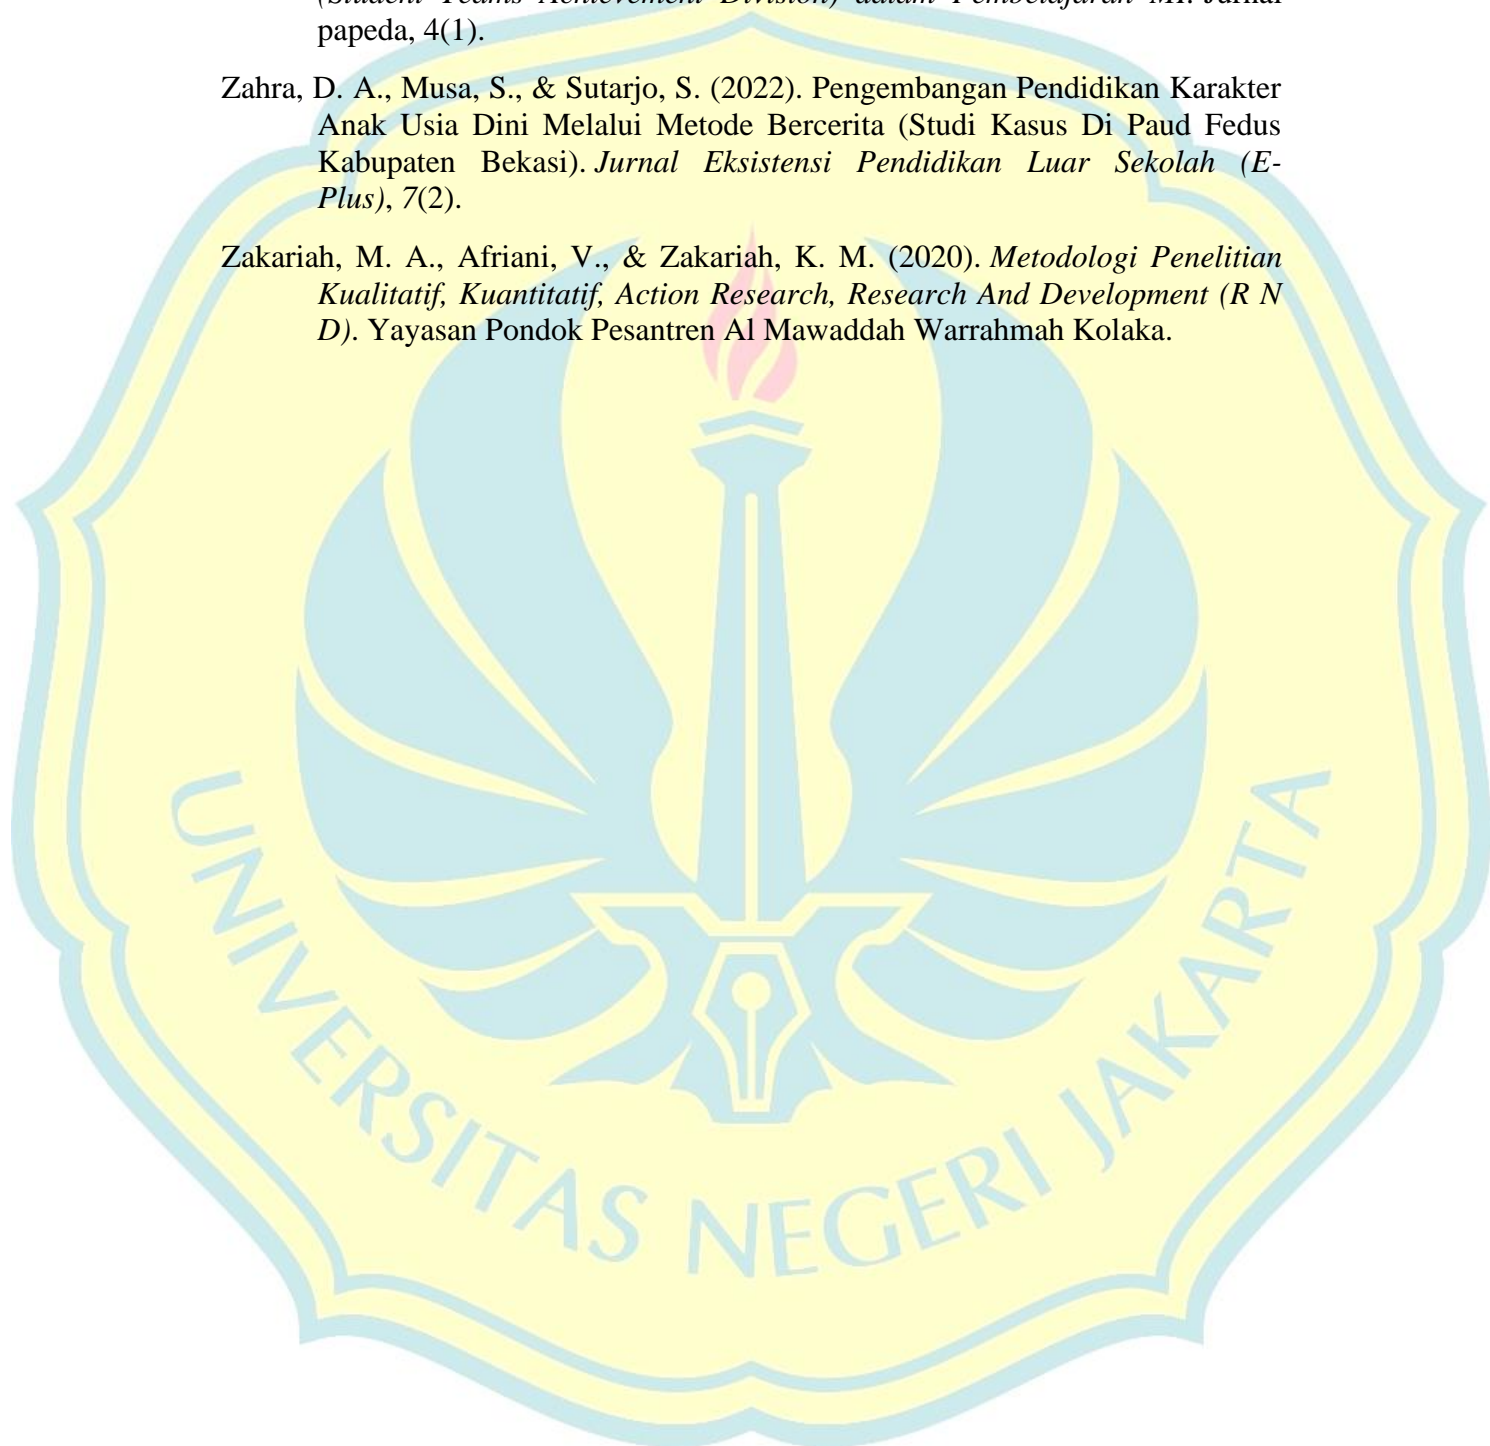 (Student Teams Achievement Division) dalam Pembelajaran MI. Jurnal
papeda, 4(1).
Zahra, D. A., Musa, S., & Sutarjo, S. (2022). Pengembangan Pendidikan Karakter
Anak Usia Dini Melalui Metode Bercerita (Studi Kasus Di Paud Fedus
Kabupaten Bekasi). Jurnal Eksistensi Pendidikan Luar Sekolah (E-
Plus), 7(2).
Zakariah, M. A., Afriani, V., & Zakariah, K. M. (2020). Metodologi Penelitian
Kualitatif, Kuantitatif, Action Research, Research And Development (R N
D). Yayasan Pondok Pesantren Al Mawaddah Warrahmah Kolaka.
UNIVERSITAS NEGERI JAKARTA